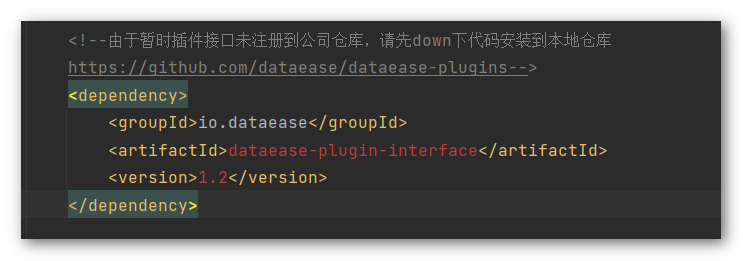 <!--由于暂时插件接口未注册到公司仓库，请先down下代码安装到本地仓库
https://github.com/dataease/dataease-plugins-->
<dependency>
    <groupId>io.dataease</groupId>
    <artifactId>dataease-plugin-interface</artifactId>
    <version>1.2</version>
</dependency>